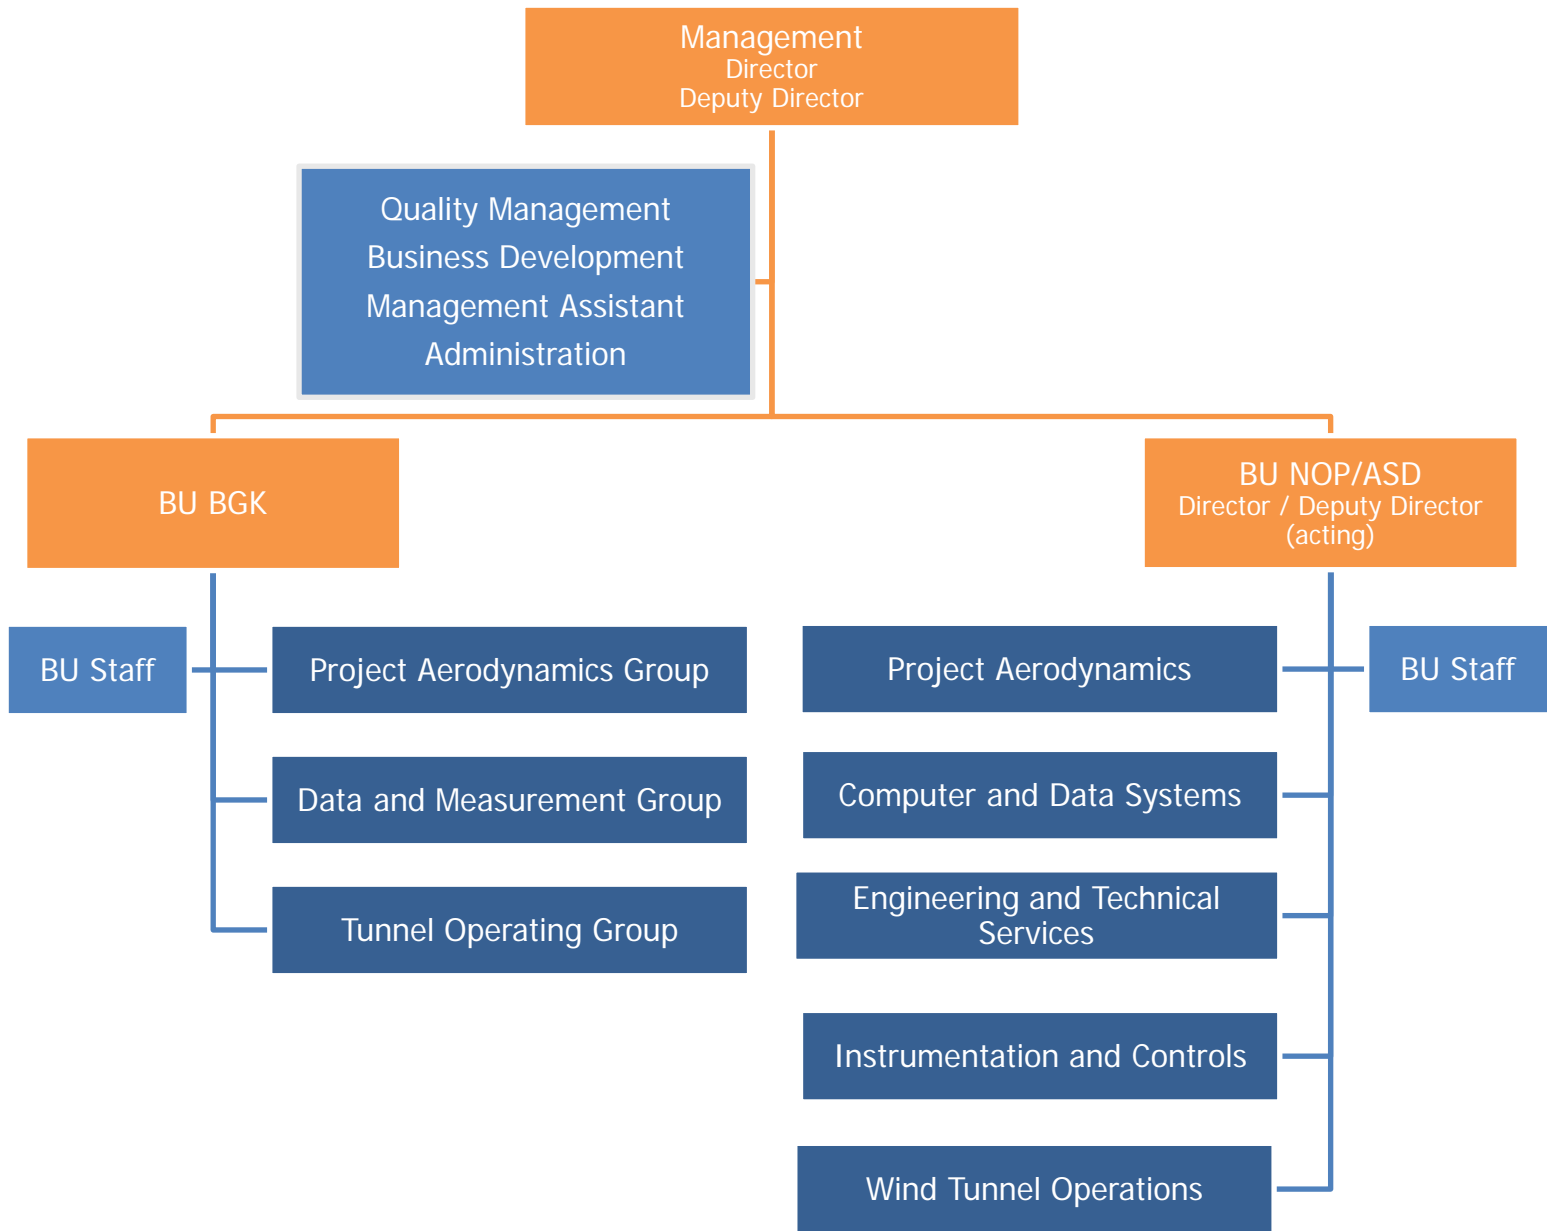 Management
Director
Deputy Director
Quality Management
Business Development
Management Assistant
Administration
BU BGK
BU NOP/ASD
Director / Deputy Director
(acting)
BU Staff
Project Aerodynamics Group
Data and Measurement Group
Tunnel Operating Group
Project Aerodynamics
BU Staff
Computer and Data Systems
Engineering and Technical
Services
Instrumentation and Controls
Wind Tunnel Operations